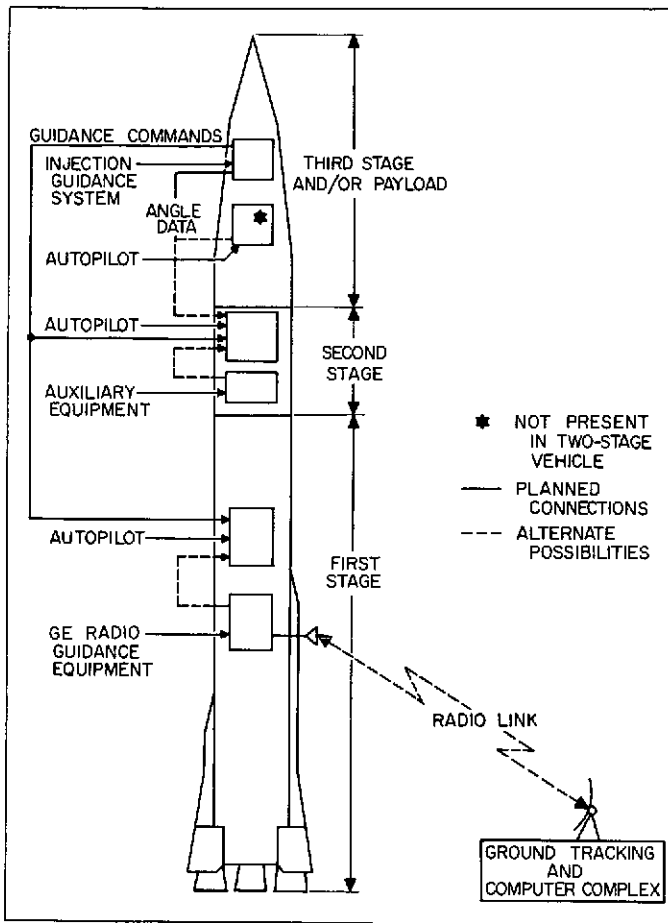 GUIDANCE COMMANDS
INJECTION
GUIDANCE
SYSTEM
ANGLE
DATA
AUTOPILOT
THIRD STAGE
AND/OR PAYLOAD
AUTOPILOT
SECOND
STAGE
AUXILIARY
EQUIPMENT
NOT PRESENT
IN TWO-STAGE
VEHICLE
PLANNED
CONNECTIONS
ALTERNATE
POSSIBILITIES
AUTOPILOT
FIRST
STAGE
GE RADIO
GUIDANCE
EQUIPMENT
RADIO LINK
GROUND TRACKING
AND
COMPUTER COMPLEX